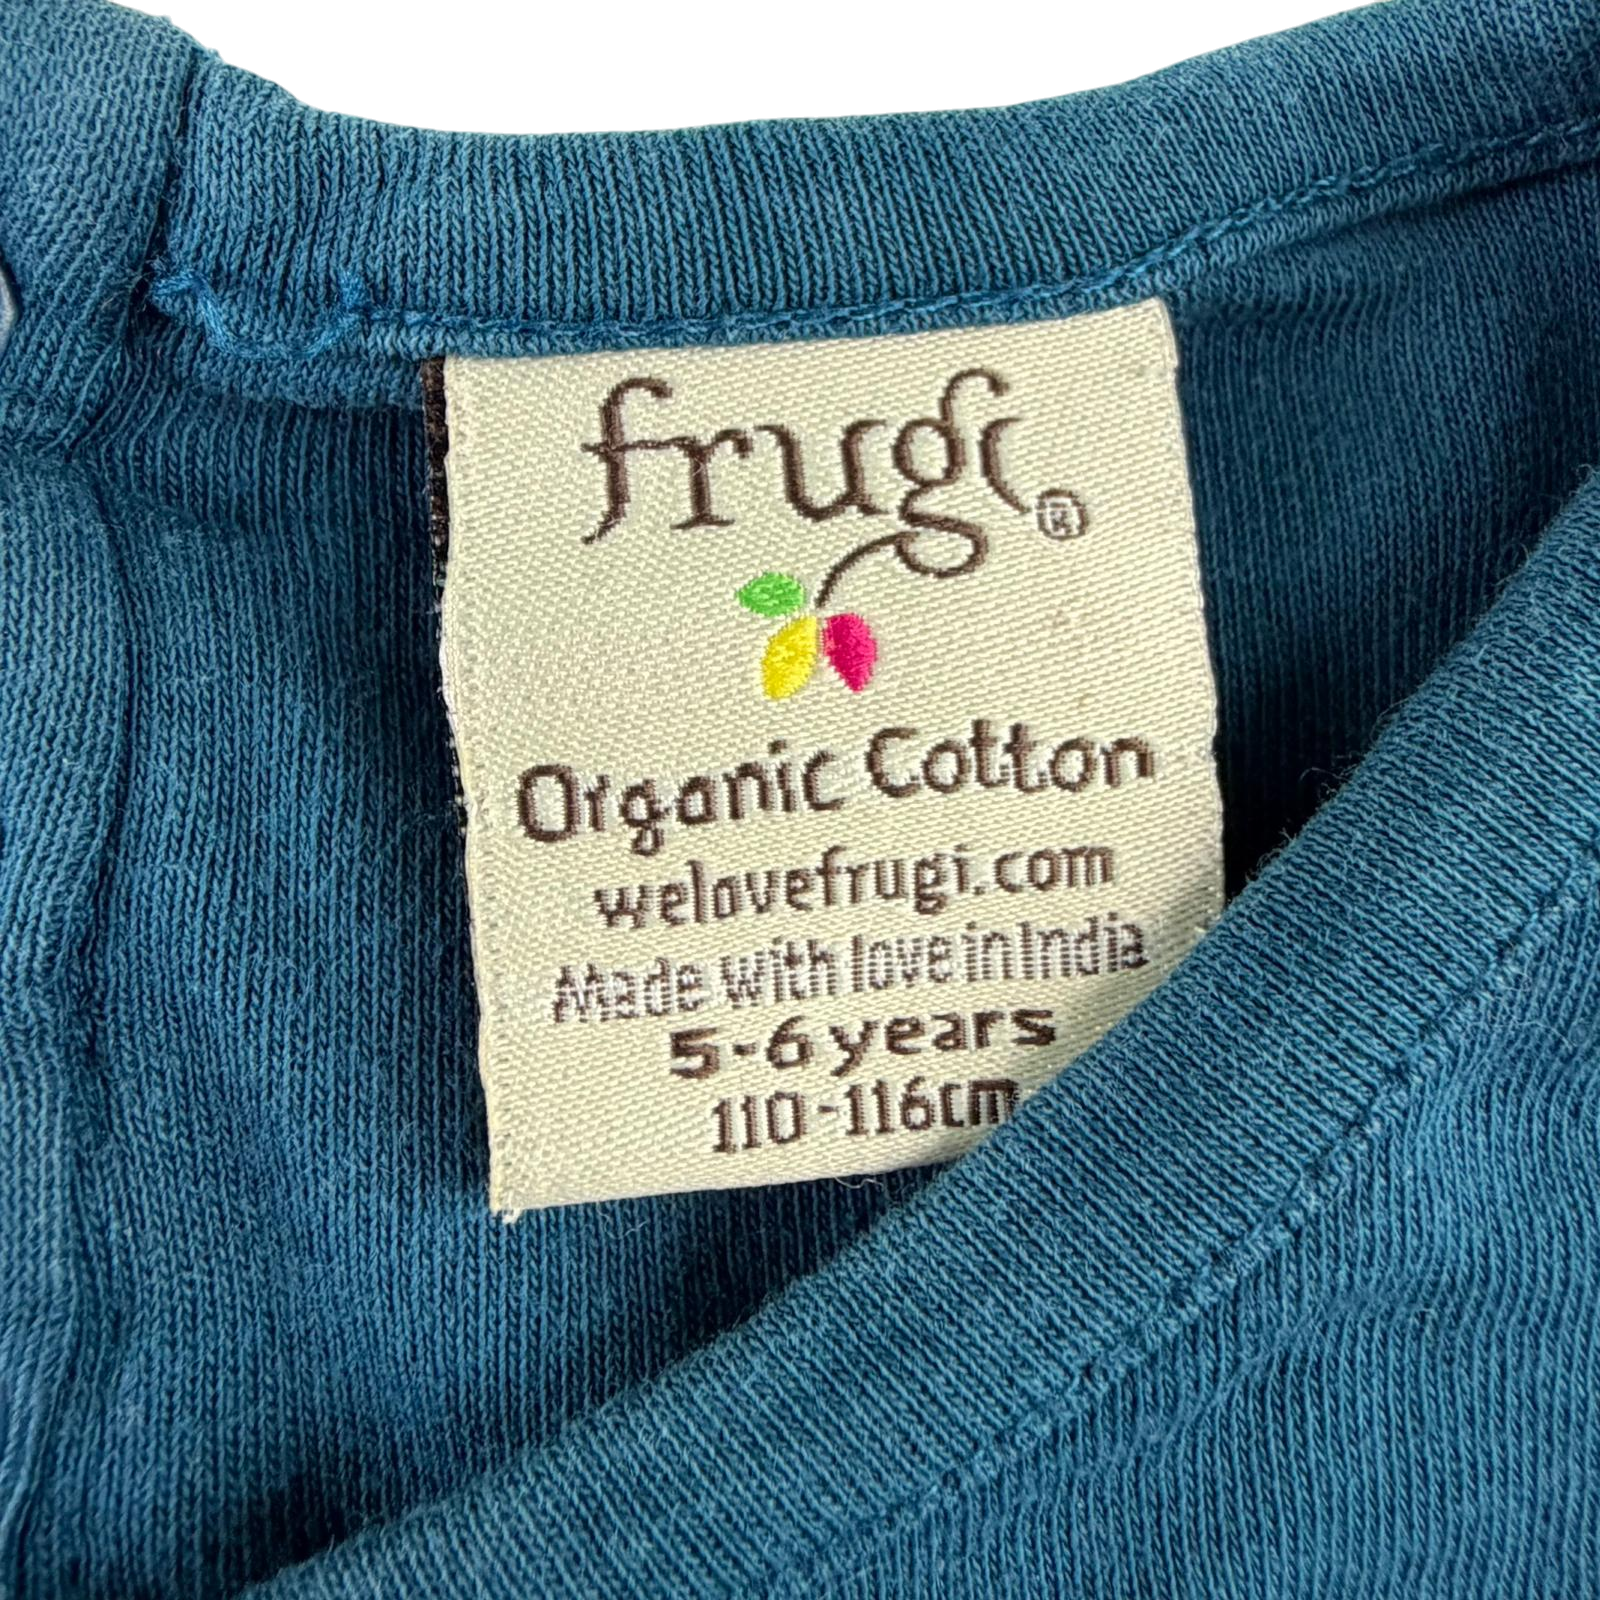 frugi®
Organic Cotton
welovefrugi.com
Made with love in India
5-6 years
110-116cm